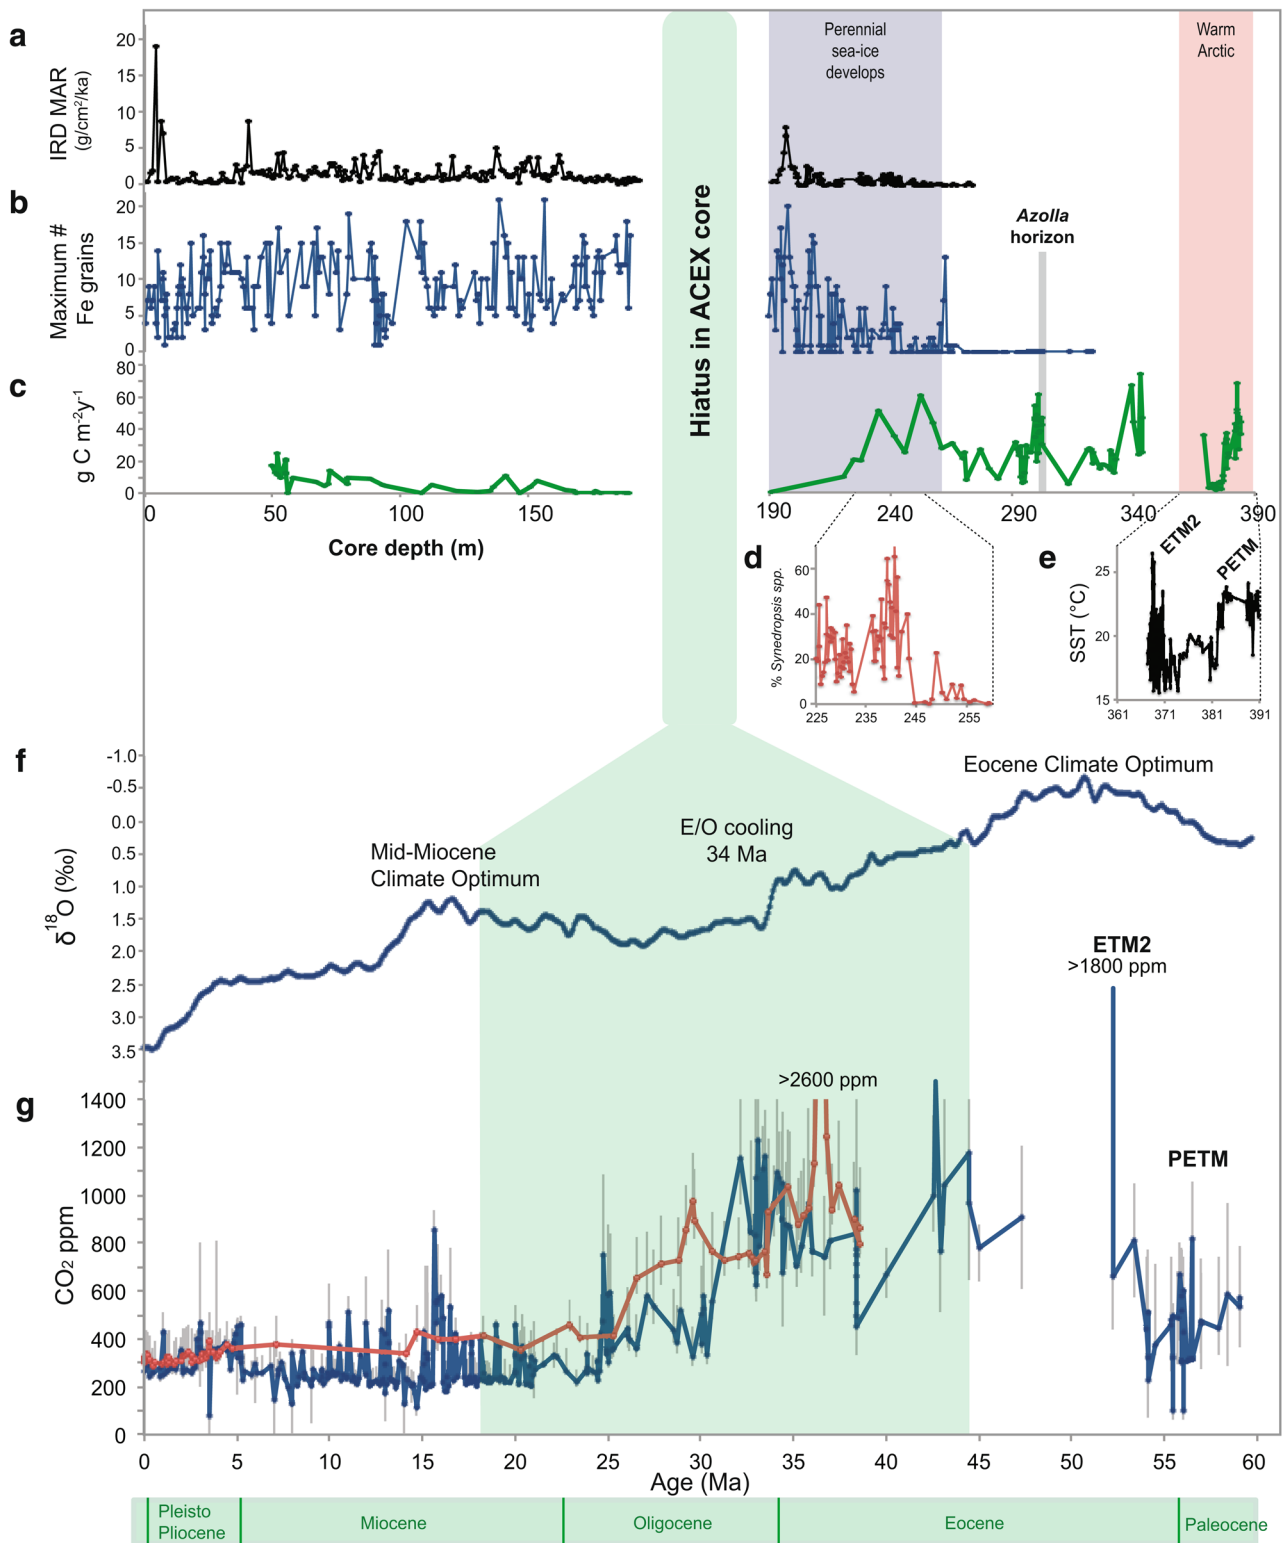 a
IRD MAR
(g/cm²/ka)
20
15
10
5
0
Perennial
sea-ice
develops
Warm
Arctic
b
Maximum #
Fe grains
20
15
10
5
0
Azolla
horizon
Hiatus in ACEX core
c
g C m⁻²y⁻¹
80
60
40
20
0
0 50 100 150
190 240 290 340 390
Core depth (m)
d
% Synedropsis spp.
60
40
20
0
225 235 245 255
e
SST (°C)
25
20
15
ETM2
PETM
361 371 381 391
f
δ¹⁸O (‰)
-1.0
-0.5
0.0
0.5
1.0
1.5
2.0
2.5
3.0
3.5
Eocene Climate Optimum
E/O cooling
34 Ma
Mid-Miocene
Climate Optimum
ETM2
>1800 ppm
g
CO₂ ppm
1400
1200
1000
800
600
400
200
0
>2600 ppm
PETM
0 5 10 15 20 25 30 35 40 45 50 55 60
Age (Ma)
Pleisto
Pliocene
Miocene
Oligocene
Eocene
Paleocene